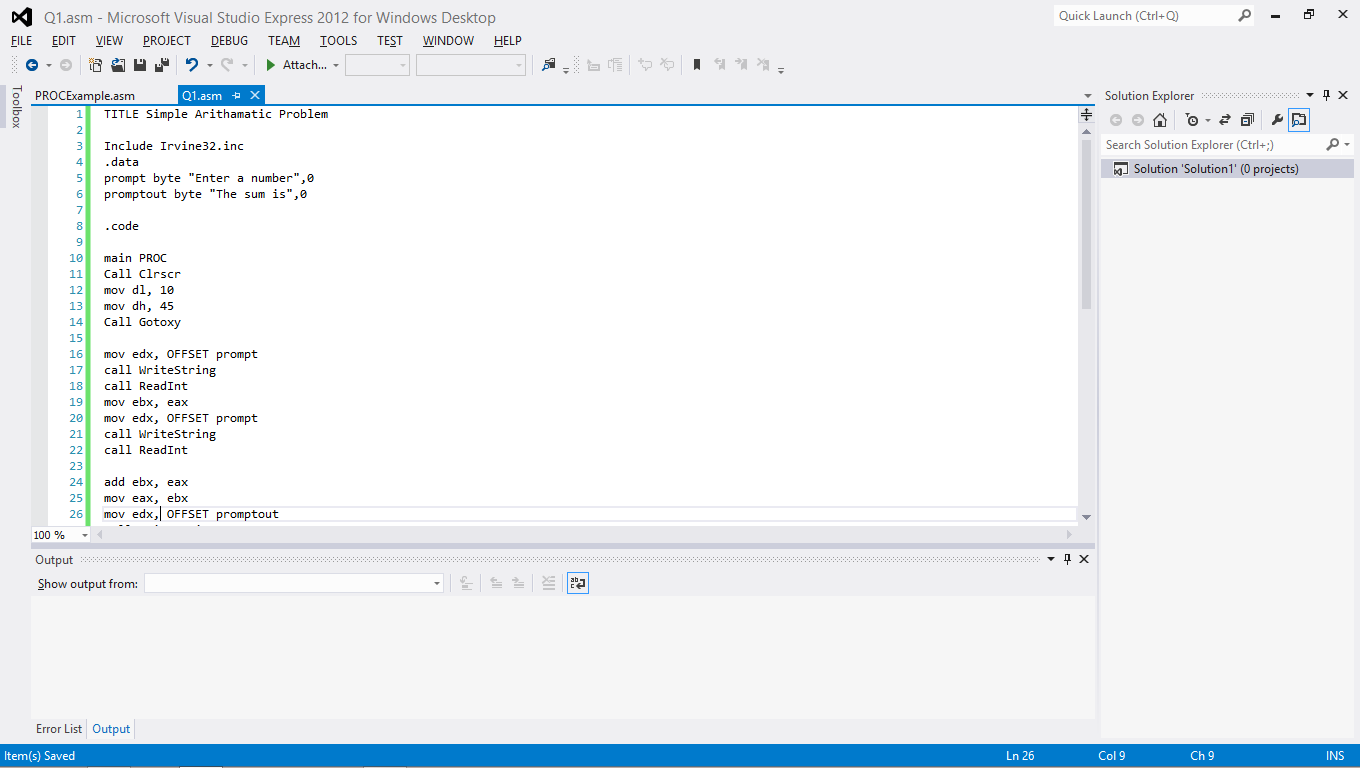 Q1.asm - Microsoft Visual Studio Express 2012 for Windows Desktop
Quick Launch (Ctrl+Q)
FILE EDIT VIEW PROJECT DEBUG TEAM TOOLS TEST WINDOW HELP
Attach...
Toolbox
PROCExample.asm Q1.asm
1 TITLE Simple Arithamatic Problem
2
3 Include Irvine32.inc
4 .data
5 prompt byte "Enter a number",0
6 promptout byte "The sum is",0
7
8 .code
9
10 main PROC
11 Call Clrscr
12 mov dl, 10
13 mov dh, 45
14 Call Gotoxy
15
16 mov edx, OFFSET prompt
17 call WriteString
18 call ReadInt
19 mov ebx, eax
20 mov edx, OFFSET prompt
21 call WriteString
22 call ReadInt
23
24 add ebx, eax
25 mov eax, ebx
26 mov edx, OFFSET promptout
100 %
Solution Explorer
Search Solution Explorer (Ctrl+;)
Solution 'Solution1' (0 projects)
Output
Show output from:
Error List Output
Item(s) Saved Ln 26 Col 9 Ch 9 INS